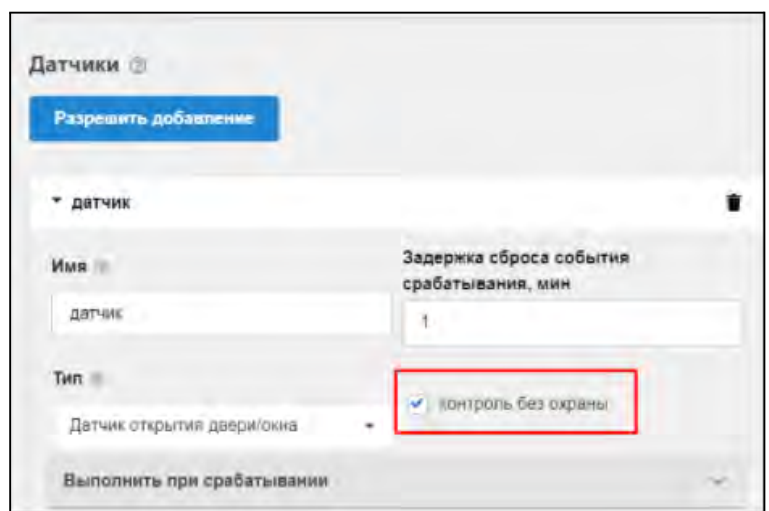 Датчики
Разрешить добавление
датчик
Имя
Задержка сброса события
срабатывания, мин
датчик
1
Тип
контроль без охраны
Датчик открытия двери/окна
Выполнить при срабатывании